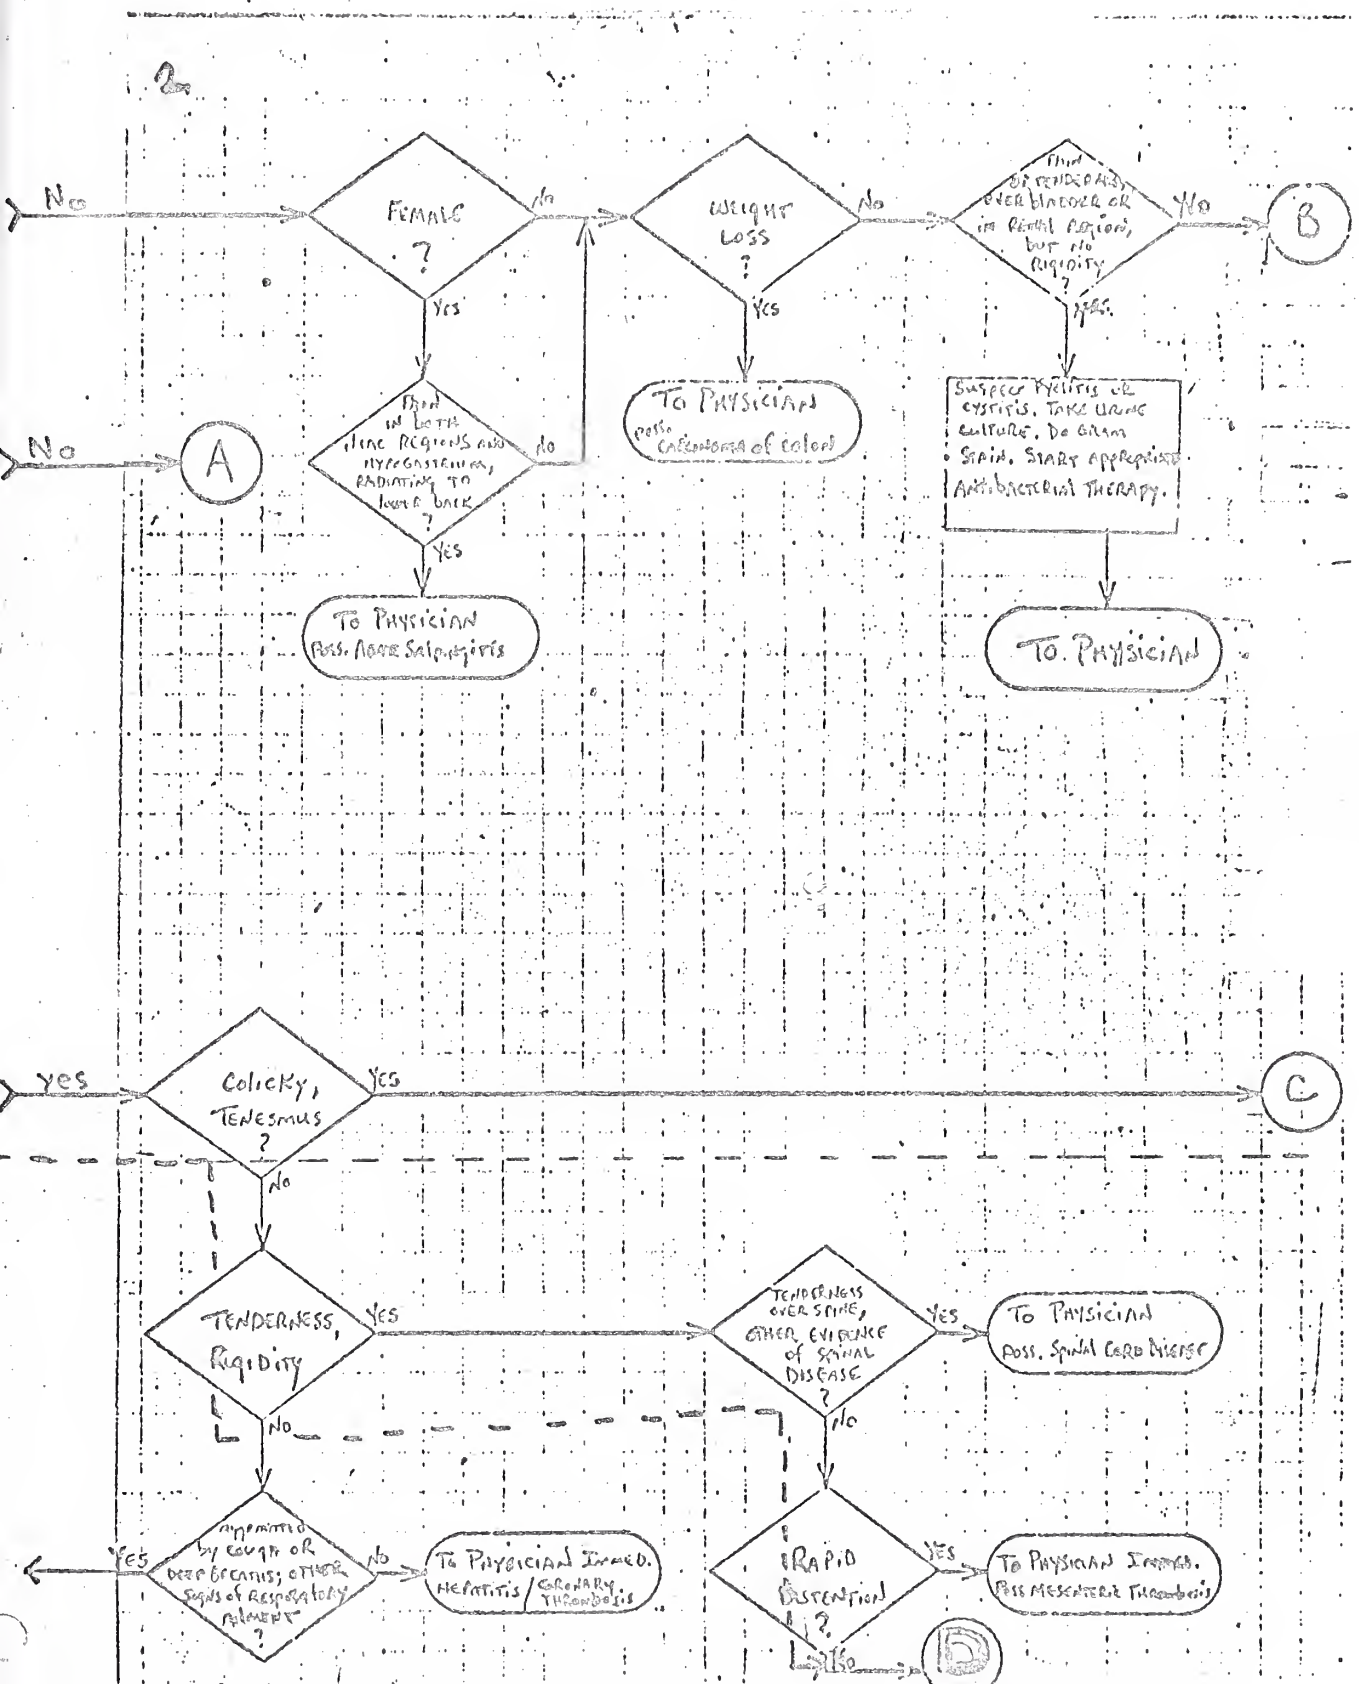 2.
No
FEMALE
?
No
Yes
WEIGHT
LOSS
?
No
Yes
PAIN
OR TENDERNESS,
OVER BLADDER OR
IN RENAL REGION,
BUT NO
RIGIDITY
?
No
Yes.
B
No
A
PAIN
IN BOTH
ILIAC REGIONS AND
HYPOGASTRIUM,
RADIATING TO
LOWER BACK
?
No
Yes
To PHYSICIAN
POSS.
CARCINOMA of COLON
SUSPECT PYELITIS OR
CYSTITIS. TAKE URINE
CULTURE. DO GRAM
STAIN. START APPROPRIATE
ANTIBACTERIAL THERAPY.
To PHYSICIAN
POSS. ACUTE SALPINGITIS
TO PHYSICIAN
yes
Colicky,
TENESMUS
?
YES
No
C
TENDERNESS,
RigiDity
YES
No
TENDERNESS
OVER SPINE,
OTHER EVIDENCE
of SPINAL
DISEASE
?
YES
No
To PHYSICIAN
POSS. SPINAL CORD DISEASE
by COUGH OR
DEEP BREATHS; OTHER
SIGNS of RESPIRATORY
AILMENT
?
YES
No
To PHYSICIAN IMMED.
HEPATITIS / CORONARY
THROMBOSIS
RAPID
DISTENTION
?
YES
No
To PHYSICIAN IMMED.
POSS MESENTERIC THROMBOSIS
D